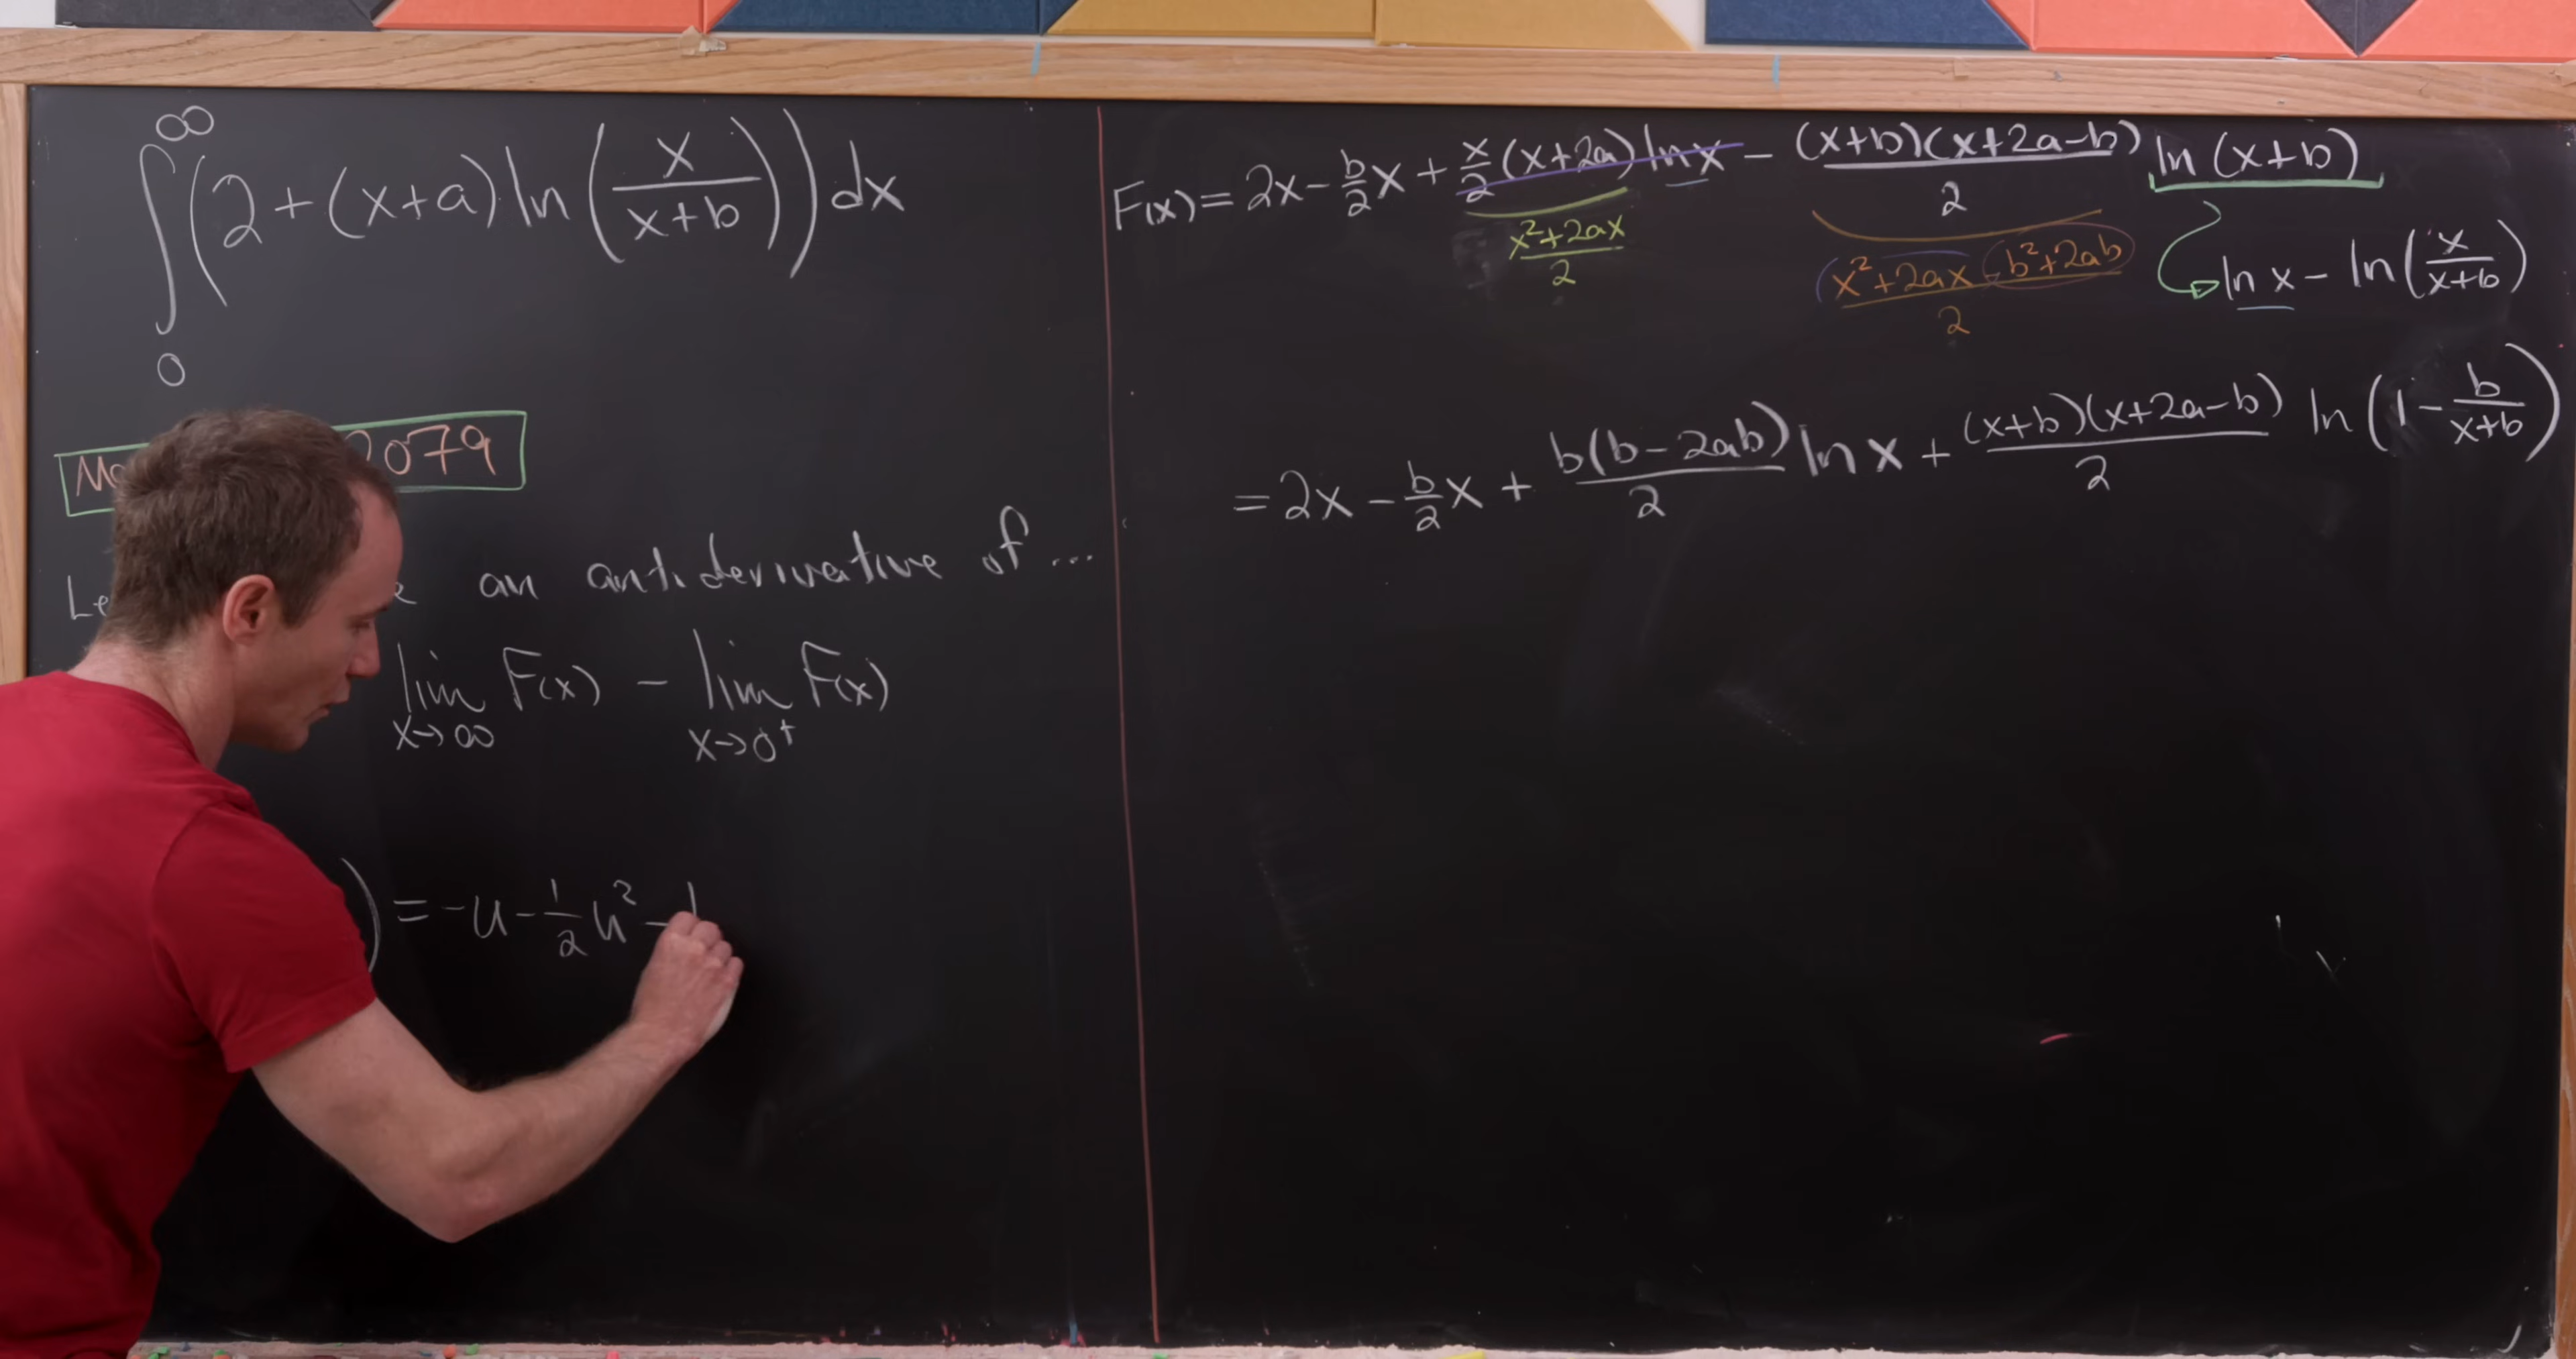 ∫₀^∞ (2 + (x+a) ln (x/(x+b))) dx
2079
an antiderivative of ...
lim x→∞ F(x) − lim x→0⁺ F(x)
) = −u − 1/2 u² −
F(x) = 2x − b/2 x + x/2 (x+2a) ln x − (x+b)(x+2a−b)/2 ln (x+b)
(x²+2ax)/2
(x²+2ax −b²+2ab)/2
ln x − ln (x/(x+b))
= 2x − b/2 x + b(b−2ab)/2 ln x + (x+b)(x+2a−b)/2 ln (1 − b/(x+b))